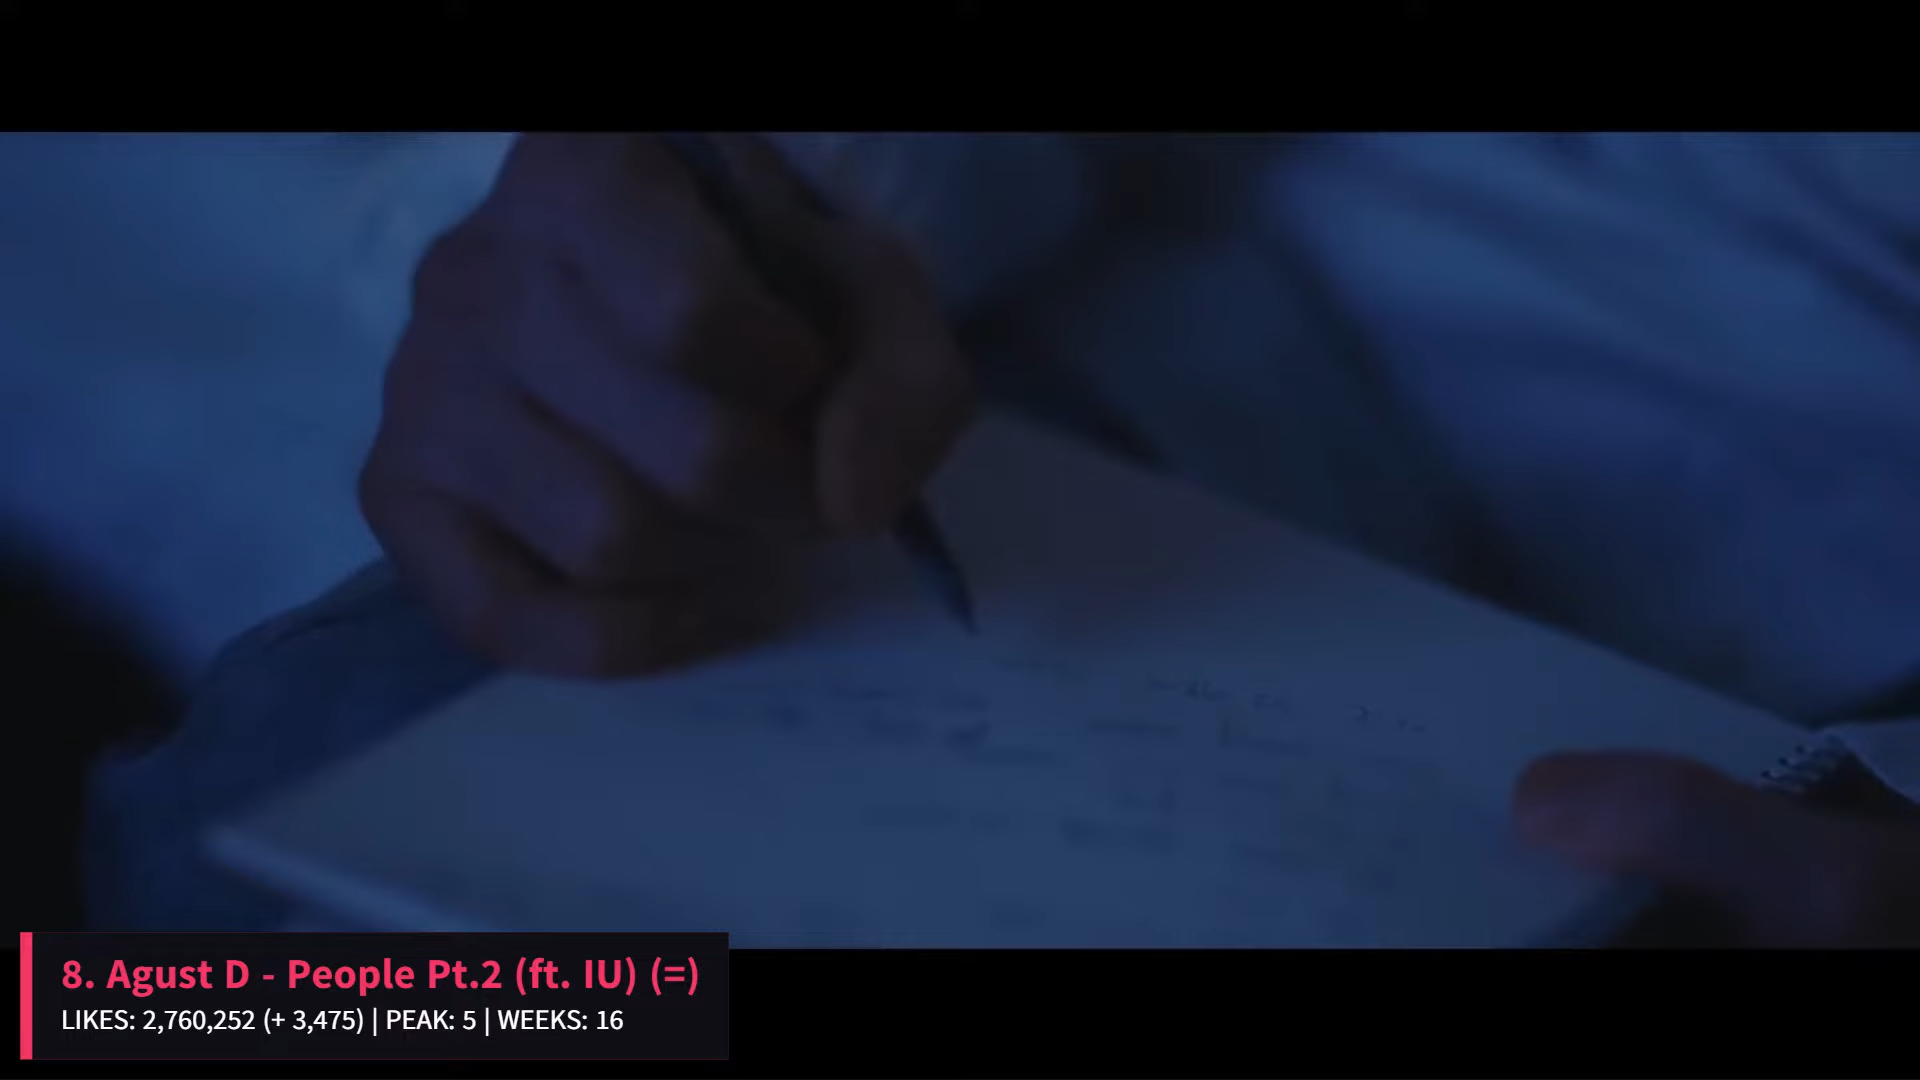 8. Agust D - People Pt.2 (ft. IU) (=)
LIKES: 2,760,252 (+ 3,475) | PEAK: 5 | WEEKS: 16